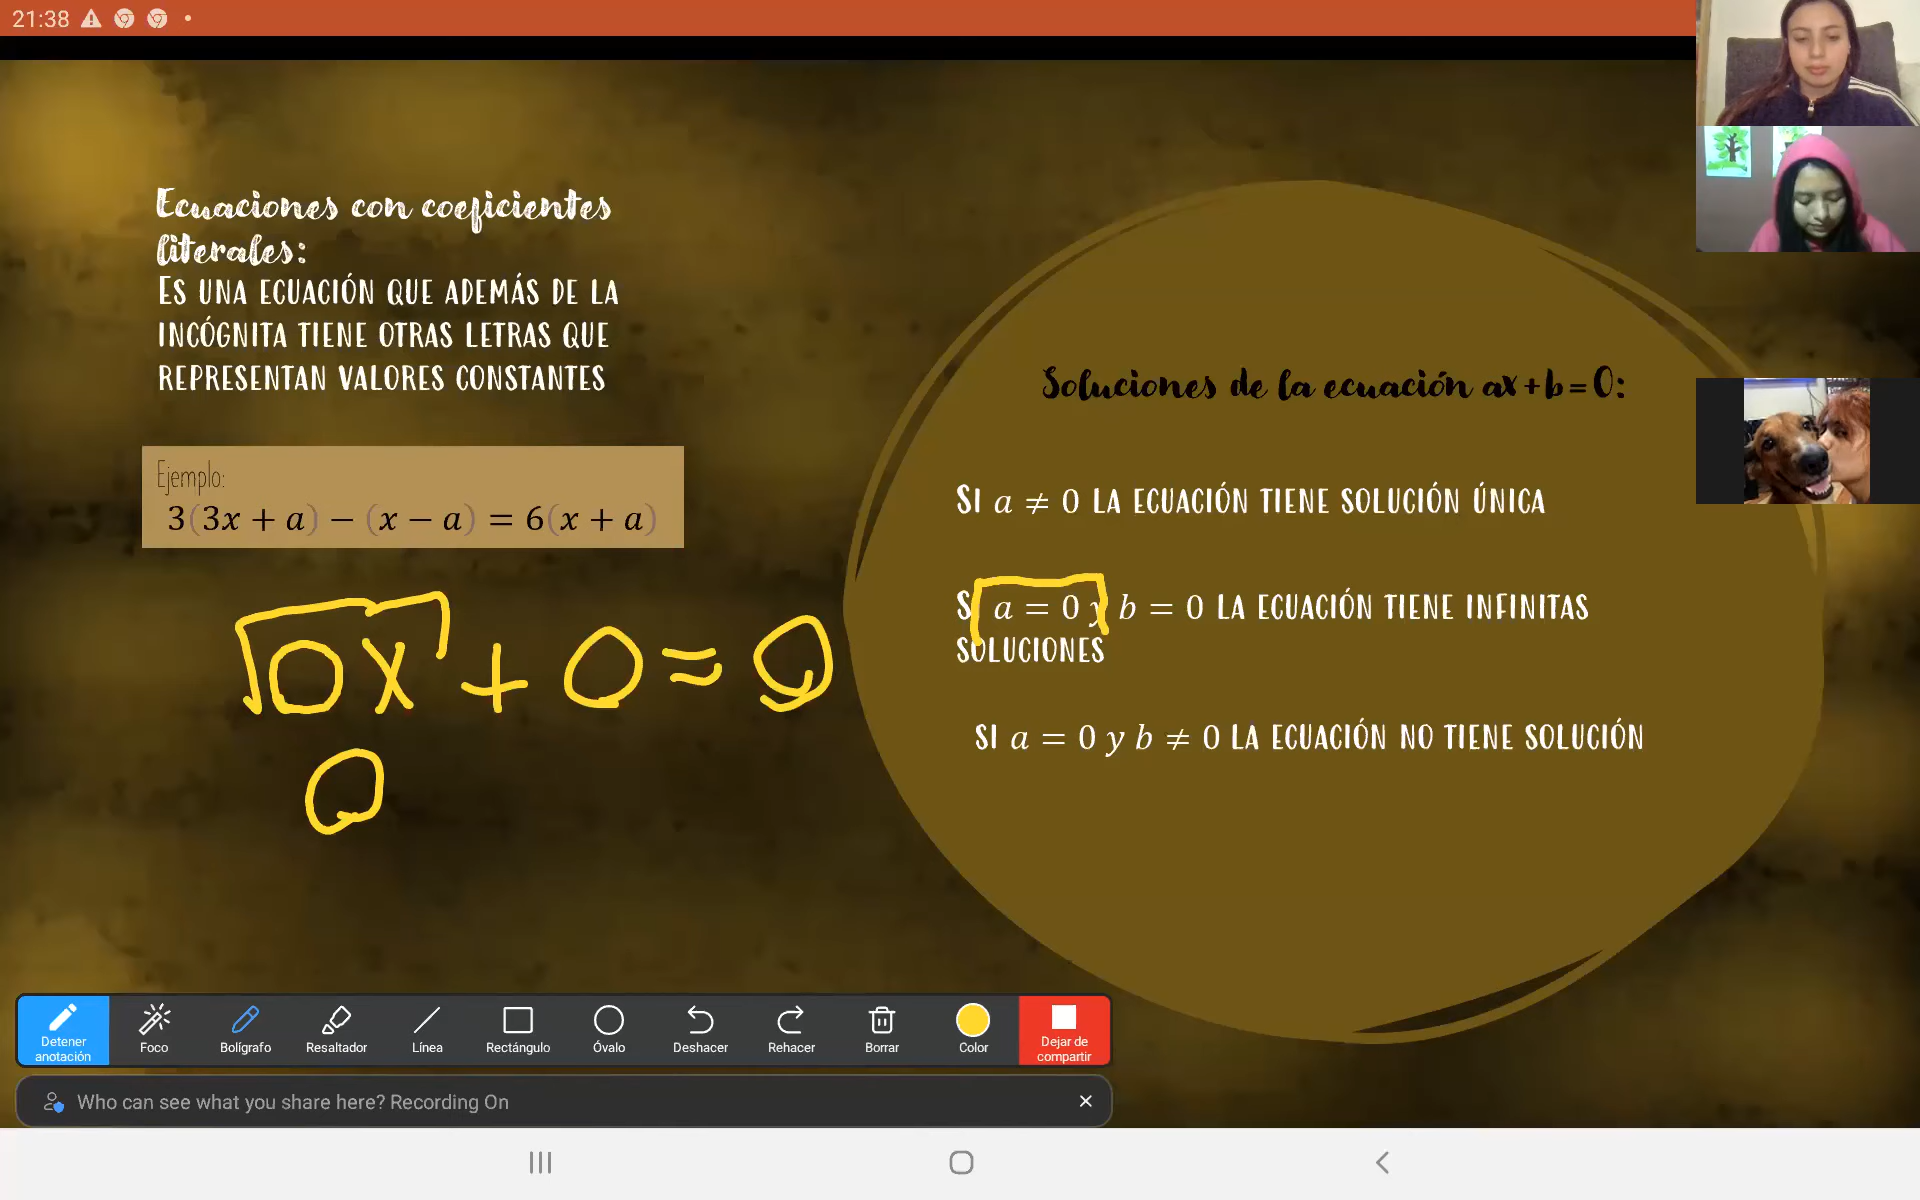 21:38
Ecuaciones con coeficientes
literales:
ES UNA ECUACIÓN QUE ADEMÁS DE LA
INCÓGNITA TIENE OTRAS LETRAS QUE
REPRESENTAN VALORES CONSTANTES
Ejemplo:
3(3x + a) − (x − a) = 6(x + a)
0x + 0 = 0
0
Soluciones de la ecuación ax+b=0:
SI a ≠ 0 LA ECUACIÓN TIENE SOLUCIÓN ÚNICA
SI a = 0 y b = 0 LA ECUACIÓN TIENE INFINITAS
SOLUCIONES
SI a = 0 y b ≠ 0 LA ECUACIÓN NO TIENE SOLUCIÓN
Detener
anotación
Foco
Bolígrafo
Resaltador
Línea
Rectángulo
Óvalo
Deshacer
Rehacer
Borrar
Color
Dejar de
compartir
Who can see what you share here? Recording On